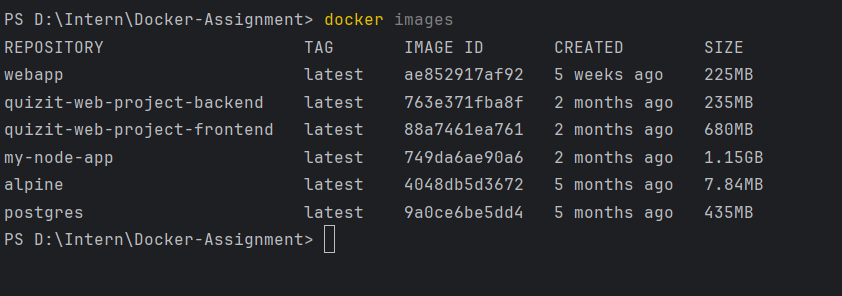 PS D:\Intern\Docker-Assignment> docker images
REPOSITORY TAG IMAGE ID CREATED SIZE
webapp latest ae852917af92 5 weeks ago 225MB
quizit-web-project-backend latest 763e371fba8f 2 months ago 235MB
quizit-web-project-frontend latest 88a7461ea761 2 months ago 680MB
my-node-app latest 749da6ae90a6 2 months ago 1.15GB
alpine latest 4048db5d3672 5 months ago 7.84MB
postgres latest 9a0ce6be5dd4 5 months ago 435MB
PS D:\Intern\Docker-Assignment>